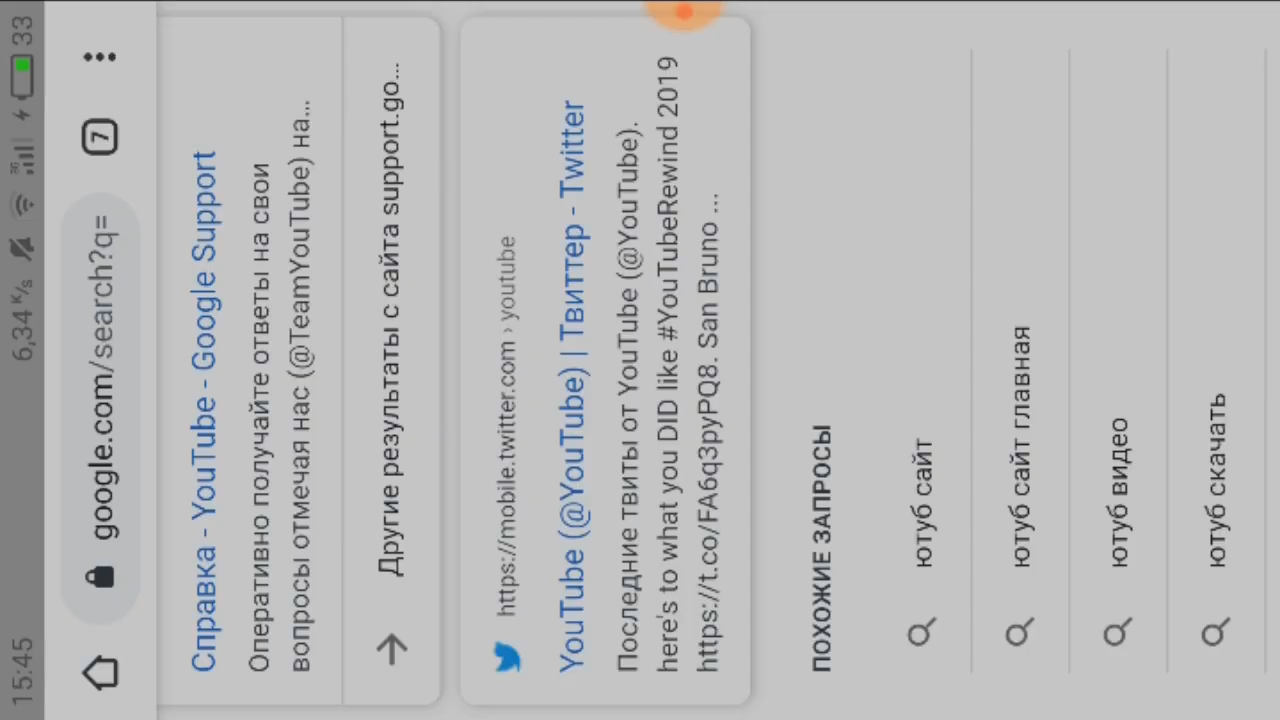 15:45
6,34 K/s
3G
33
google.com/search?q=
7
Справка - YouTube - Google Support
Оперативно получайте ответы на свои
вопросы отмечая нас (@TeamYouTube) на...
Другие результаты с сайта support.go...
https://mobile.twitter.com › youtube
YouTube (@YouTube) | Твиттер - Twitter
Последние твиты от YouTube (@YouTube).
here's to what you DID like #YouTubeRewind 2019
https://t.co/FA6q3pyPQ8. San Bruno ...
ПОХОЖИЕ ЗАПРОСЫ
ютуб сайт
ютуб сайт главная
ютуб видео
ютуб скачать